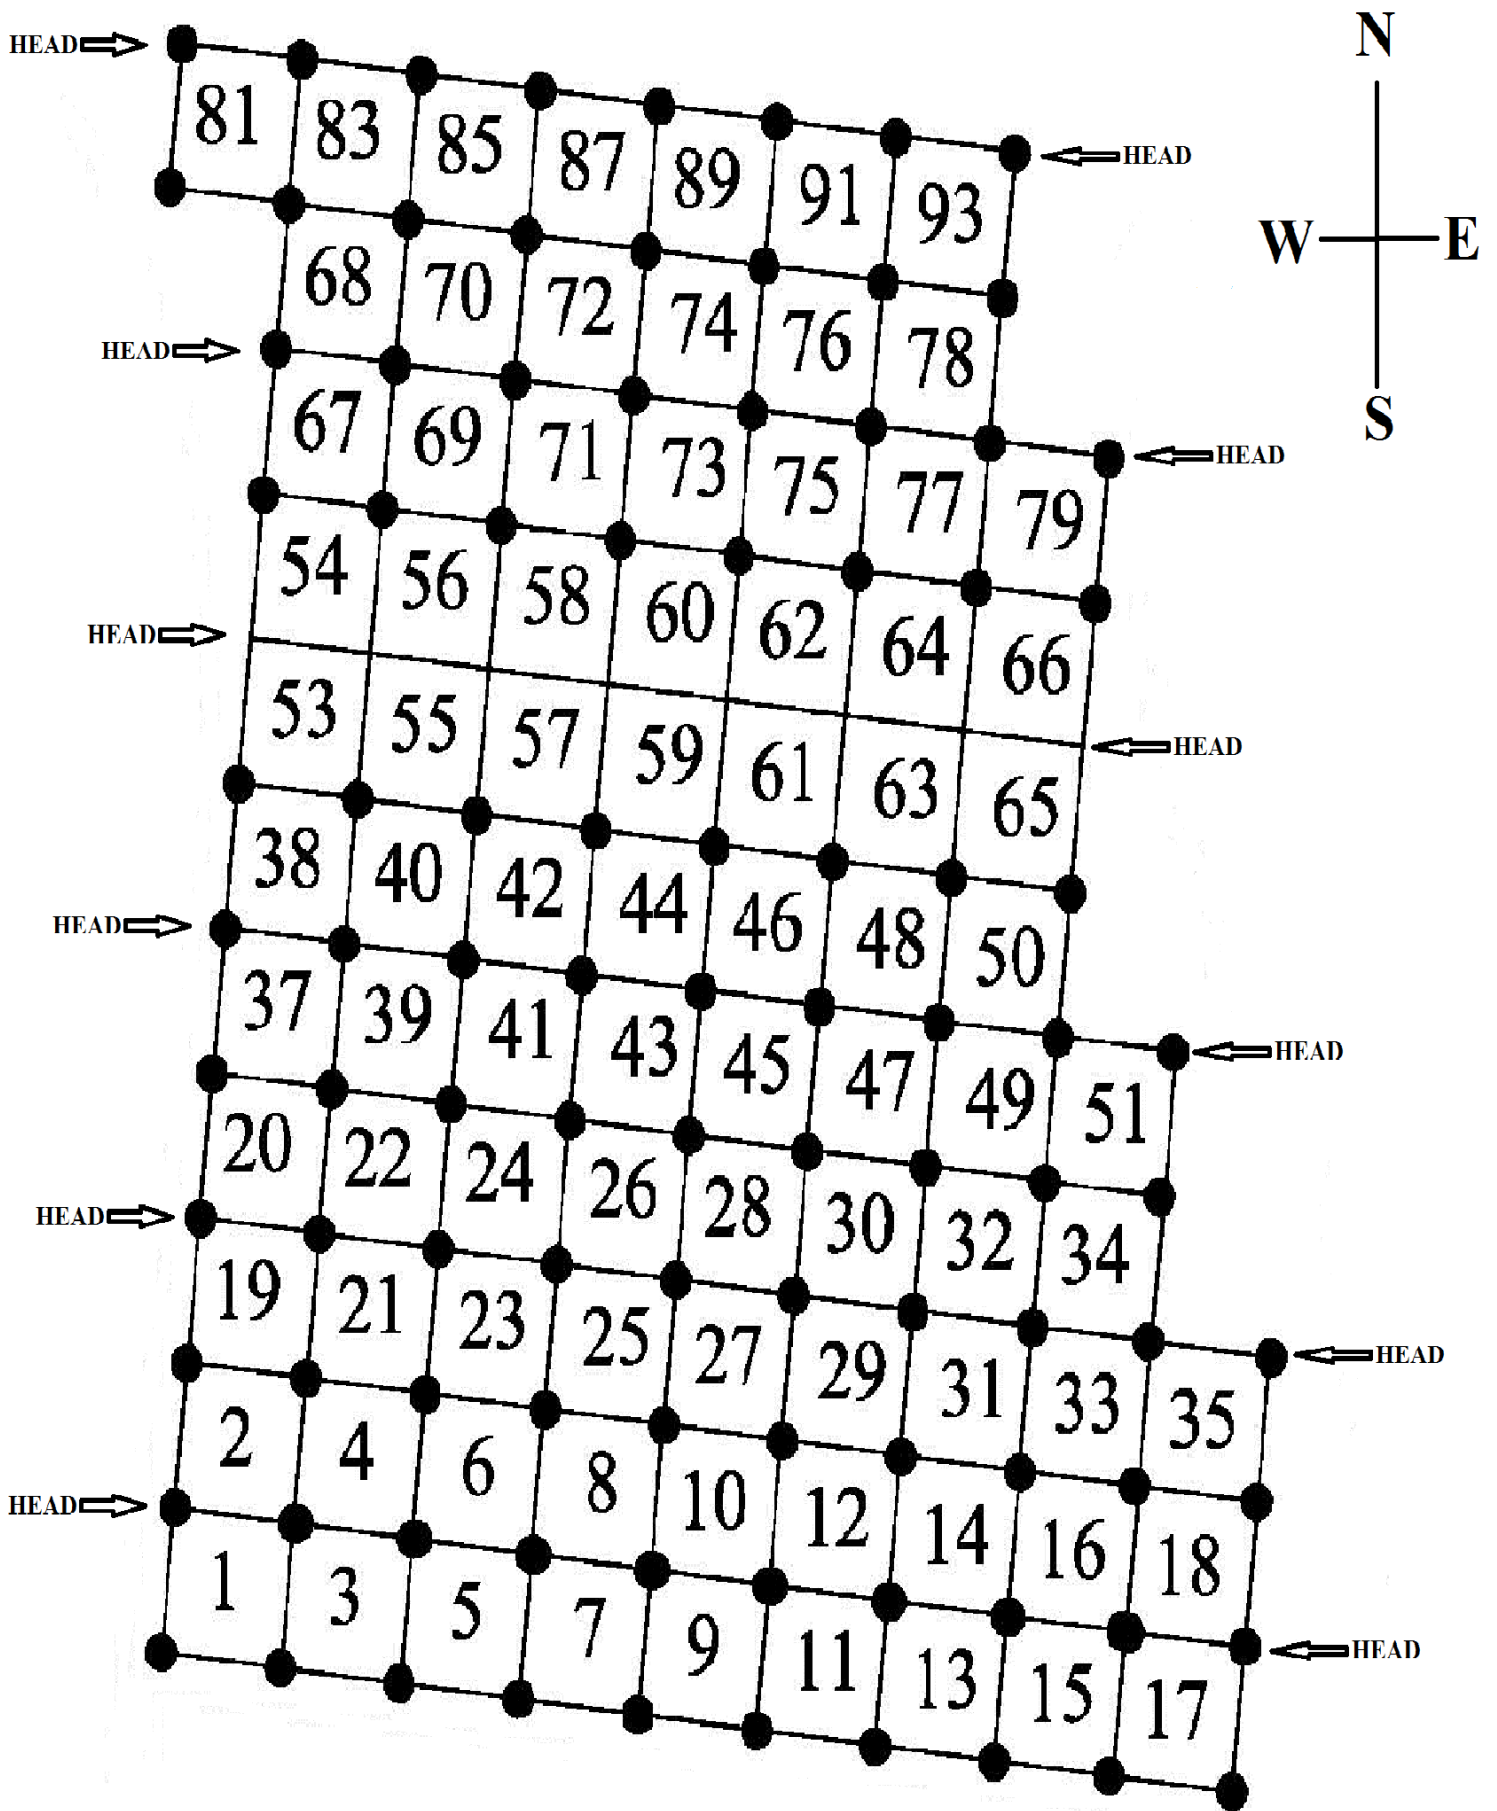 N
HEAD
81 83 85 87 89 91 93
HEAD
W E
68 70 72 74 76 78
HEAD
S
67 69 71 73 75 77 79
HEAD
54 56 58 60 62 64 66
HEAD
53 55 57 59 61 63 65
HEAD
38 40 42 44 46 48 50
HEAD
37 39 41 43 45 47 49 51
HEAD
20 22 24 26 28 30 32 34
HEAD
19 21 23 25 27 29 31 33 35
HEAD
2 4 6 8 10 12 14 16 18
HEAD
1 3 5 7 9 11 13 15 17
HEAD